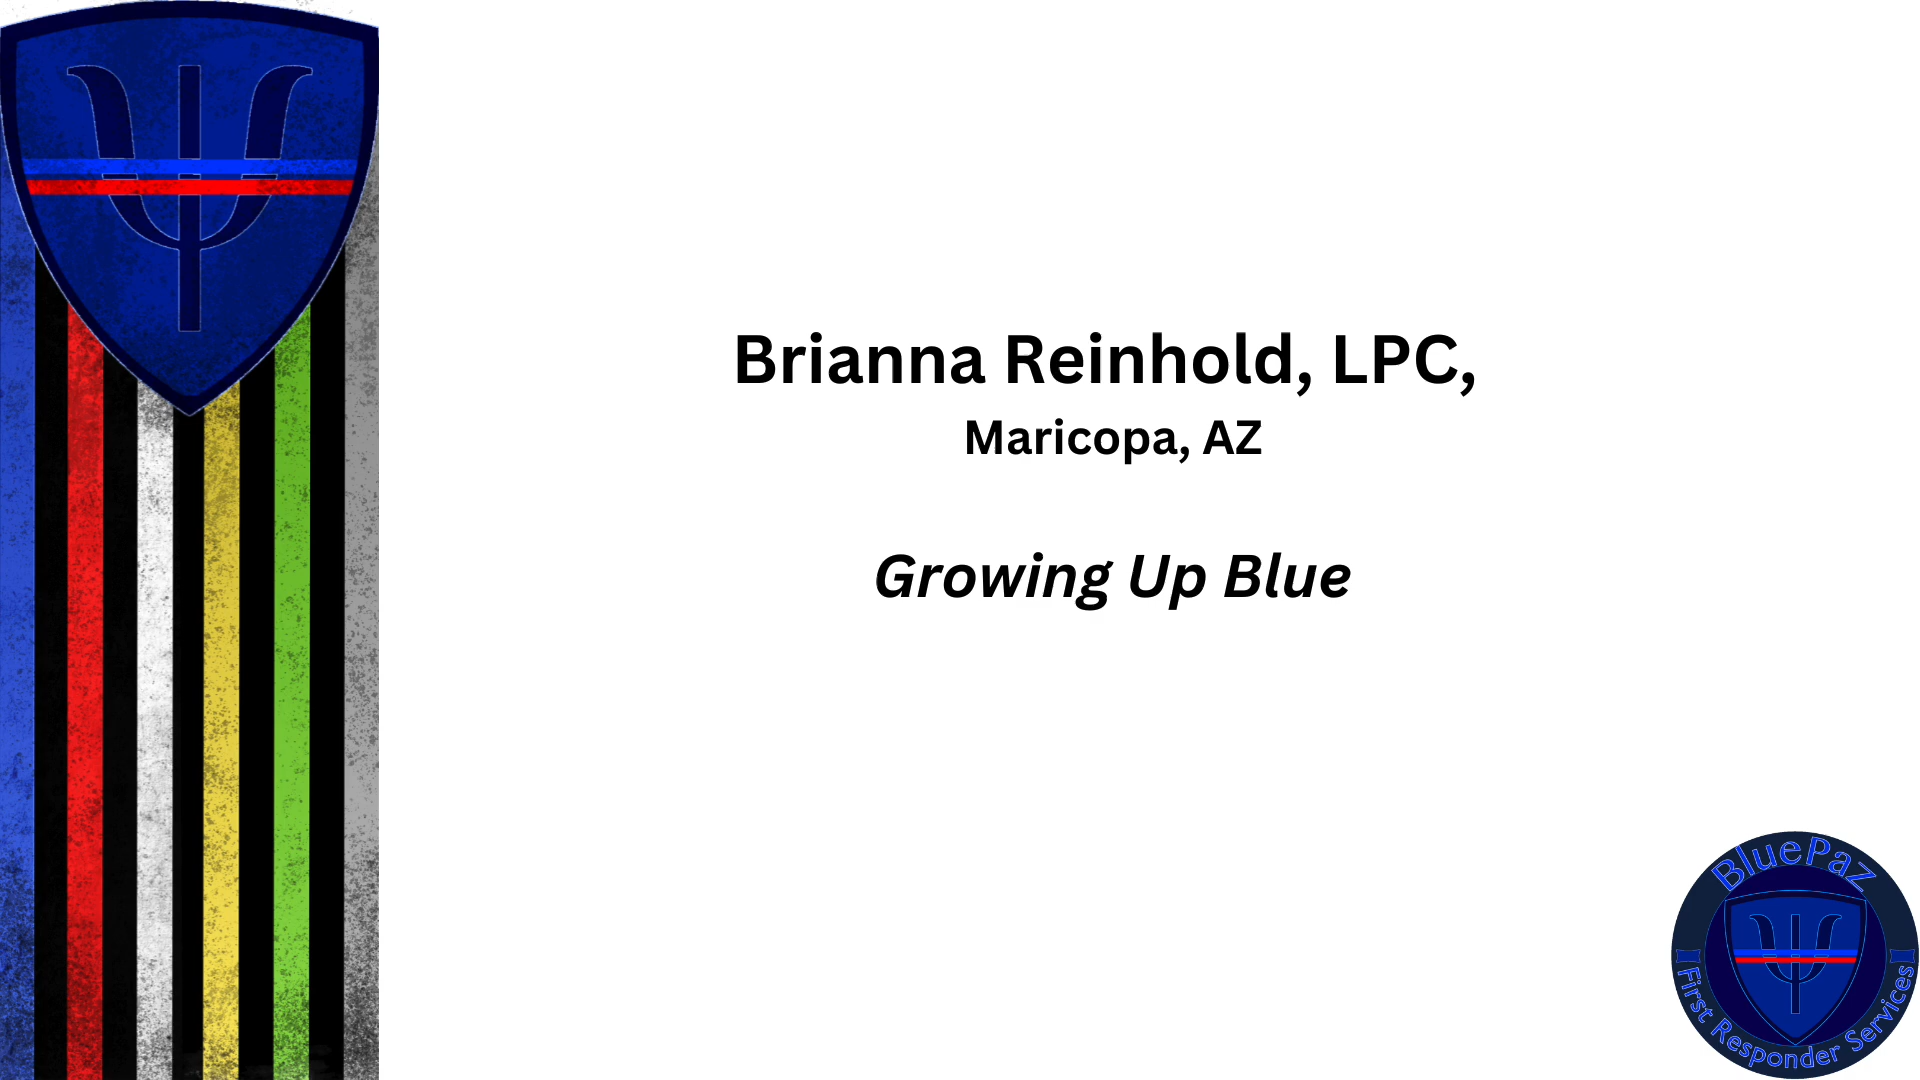 Brianna Reinhold, LPC,
Maricopa, AZ
Growing Up Blue
BluePaz
First Responder Services